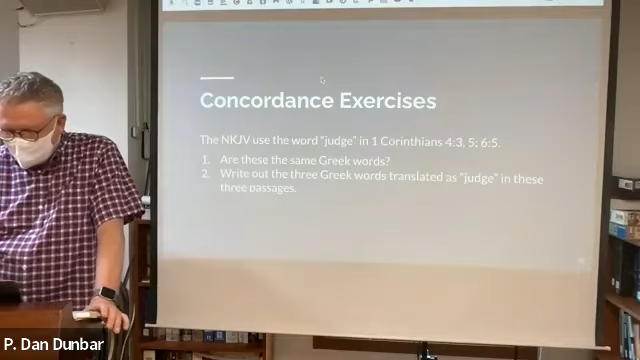 Concordance Exercises
The NKJV use the word "judge" in 1 Corinthians 4:3, 5; 6:5.
1. Are these the same Greek words?
2. Write out the three Greek words translated as "judge" in these
three passages.
P. Dan Dunbar